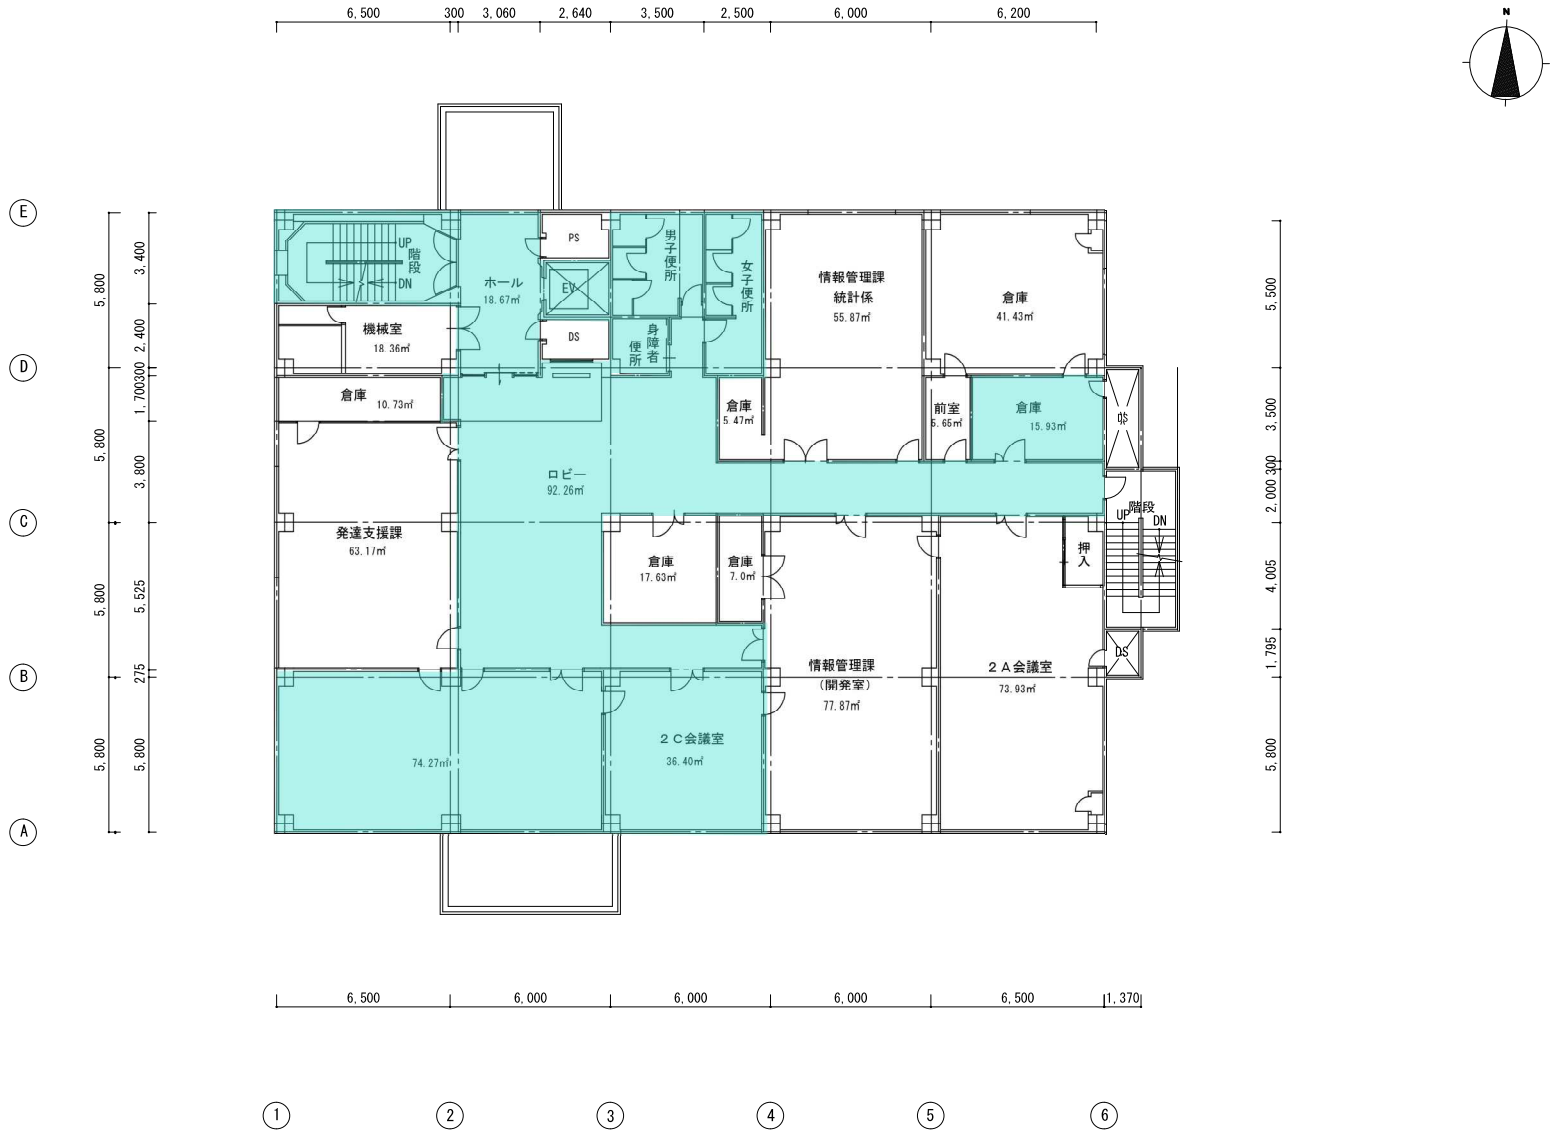 6,500
300
3,060
2,640
3,500
2,500
6,000
6,200
N
E
D
C
B
A
5,800
5,800
5,800
5,800
3,400
2,400
300
1,700
3,800
5,525
275
5,800
UP
階段
DN
ホール
18.67㎡
PS
EV
DS
男子便所
女子便所
身障者
便所
情報管理課
統計係
55.87㎡
倉庫
41.43㎡
機械室
18.36㎡
倉庫
10.73㎡
倉庫
5.47㎡
前室
5.65㎡
倉庫
15.93㎡
DS
ロビー
92.26㎡
発達支援課
63.17㎡
倉庫
17.63㎡
倉庫
7.0㎡
押入
UP
階段
DN
DS
情報管理課
(開発室)
77.87㎡
2A会議室
73.93㎡
74.27㎡
2C会議室
36.40㎡
5,500
3,500
300
2,000
4,005
1,795
5,800
6,500
6,000
6,000
6,000
6,500
1,370
1
2
3
4
5
6